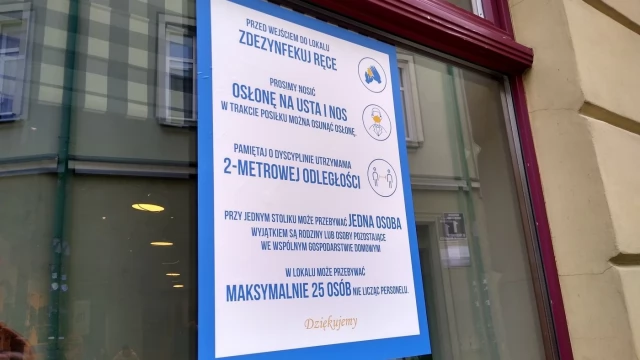 PRZED WEJŚCIEM DO LOKALU
ZDEZYNFEKUJ RĘCE
PROSIMY NOSIĆ
OSŁONĘ NA USTA I NOS
W TRAKCIE POSIŁKU MOŻNA OSUNĄĆ OSŁONĘ.
PAMIĘTAJ O DYSCYPLINIE UTRZYMANIA
2-METROWEJ ODLEGŁOŚCI
PRZY JEDNYM STOLIKU MOŻE PRZEBYWAĆ JEDNA OSOBA
WYJĄTKIEM SĄ RODZINY LUB OSOBY POZOSTAJĄCE
WE WSPÓLNYM GOSPODARSTWIE DOMOWYM
W LOKALU MOŻE PRZEBYWAĆ
MAKSYMALNIE 25 OSÓB NIE LICZĄC PERSONELU.
Dziękujemy